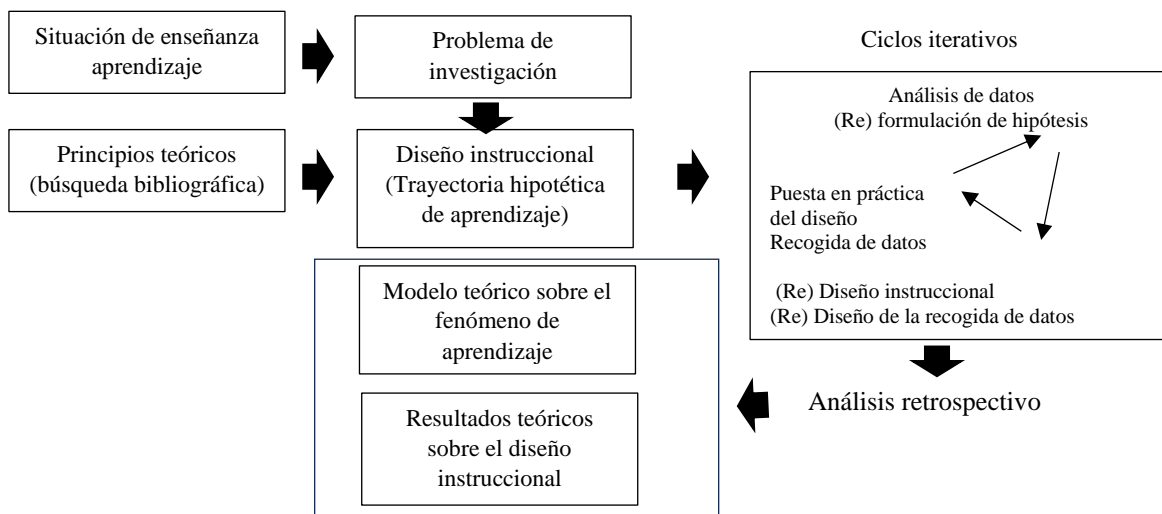 Situación de enseñanza
aprendizaje
Problema de
investigación
Principios teóricos
(búsqueda bibliográfica)
Diseño instruccional
(Trayectoria hipotética
de aprendizaje)
Ciclos iterativos
Análisis de datos
(Re) formulación de hipótesis
Puesta en práctica
del diseño
Recogida de datos
(Re) Diseño instruccional
(Re) Diseño de la recogida de datos
Análisis retrospectivo
Modelo teórico sobre el
fenómeno de
aprendizaje
Resultados teóricos
sobre el diseño
instruccional